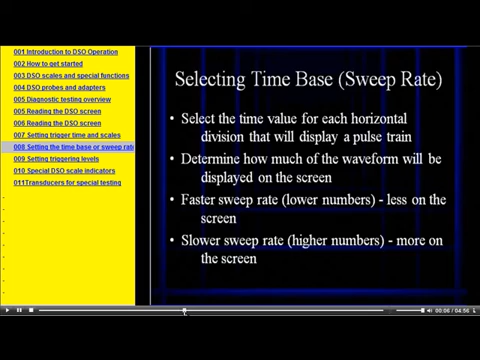 001 Introduction to DSO Operation
002 How to get started
003 DSO scales and special functions
004 DSO probes and adapters
005 Diagnostic testing overview
005 Reading the DSO screen
006 Reading the DSO screen
007 Setting trigger time and scales
008 Setting the time base or sweep rate
009 Setting triggering levels
010 Special DSO scale indicators
011Transducers for special testing
Selecting Time Base (Sweep Rate)
• Select the time value for each horizontal
division that will display a pulse train
• Determine how much of the waveform will be
displayed on the screen
• Faster sweep rate (lower numbers) - less on the
screen
• Slower sweep rate (higher numbers) - more on
the screen
00:06 / 04:56